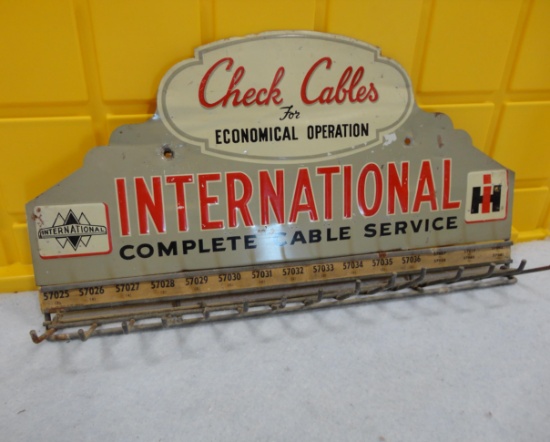 Check Cables
For
ECONOMICAL OPERATION
INTERNATIONAL
INTERNATIONAL
IH
COMPLETE CABLE SERVICE
57025 57026 57027 57028 57029 57030 57031 57032 57033 57034 57035 57036